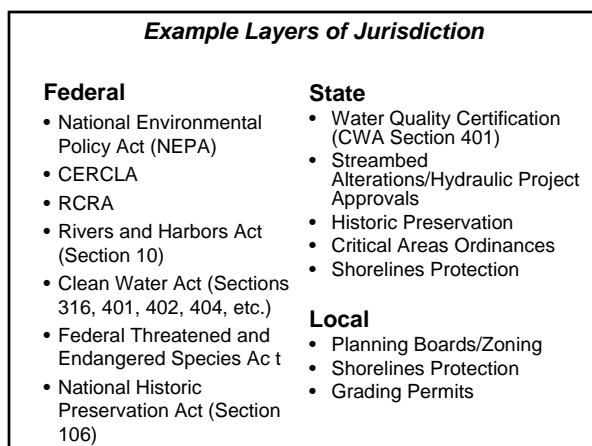 Example Layers of Jurisdiction
Federal
• National Environmental
Policy Act (NEPA)
• CERCLA
• RCRA
• Rivers and Harbors Act
(Section 10)
• Clean Water Act (Sections
316, 401, 402, 404, etc.)
• Federal Threatened and
Endangered Species Ac t
• National Historic
Preservation Act (Section
106)
State
• Water Quality Certification
(CWA Section 401)
• Streambed
Alterations/Hydraulic Project
Approvals
• Historic Preservation
• Critical Areas Ordinances
• Shorelines Protection
Local
• Planning Boards/Zoning
• Shorelines Protection
• Grading Permits